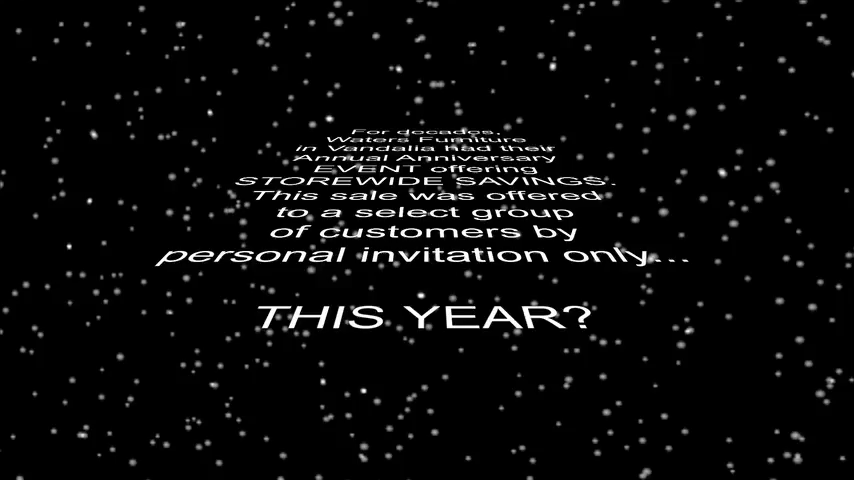 For decades,
Waters Furniture
in Vandalia had their
Annual Anniversary
EVENT offering
STOREWIDE SAVINGS.
This sale was offered
to a select group
of customers by
personal invitation only...
THIS YEAR?